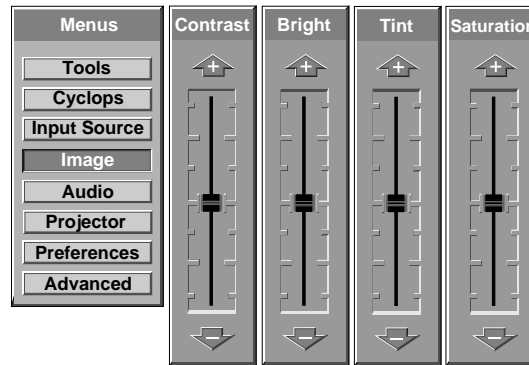 Menus
Tools
Cyclops
Input Source
Image
Audio
Projector
Preferences
Advanced
Contrast
+
−
Bright
+
−
Tint
+
−
Saturation
+
−